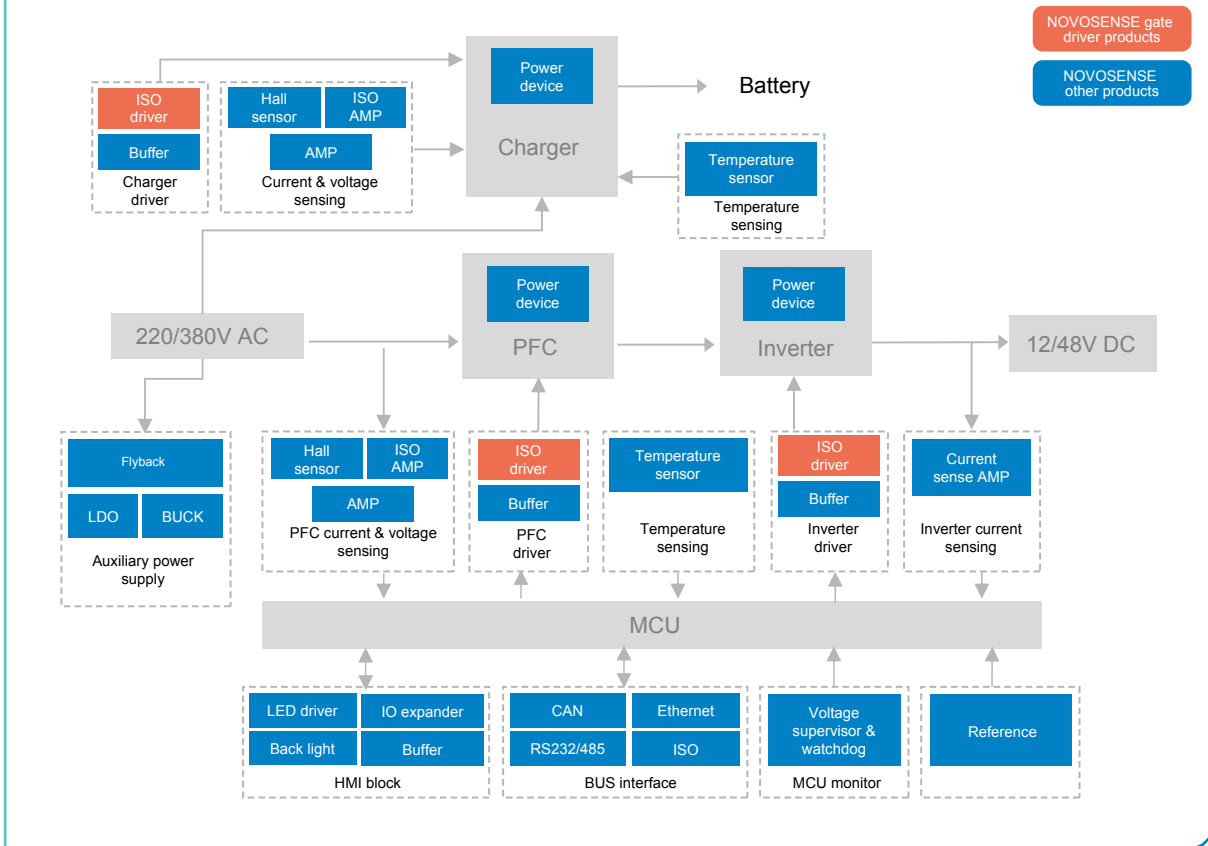 NOVOSENSE gate
driver products
NOVOSENSE
other products
ISO
driver
Buffer
Charger
driver
Hall
sensor
ISO
AMP
AMP
Current & voltage
sensing
Power
device
Charger
Battery
Temperature
sensor
Temperature
sensing
220/380V AC
Power
device
PFC
Power
device
Inverter
12/48V DC
Flyback
LDO
BUCK
Auxiliary power
supply
Hall
sensor
ISO
AMP
AMP
PFC current & voltage
sensing
ISO
driver
Buffer
PFC
driver
Temperature
sensor
Temperature
sensing
ISO
driver
Buffer
Inverter
driver
Current
sense AMP
Inverter current
sensing
MCU
LED driver
IO expander
Back light
Buffer
HMI block
CAN
Ethernet
RS232/485
ISO
BUS interface
Voltage
supervisor &
watchdog
MCU monitor
Reference